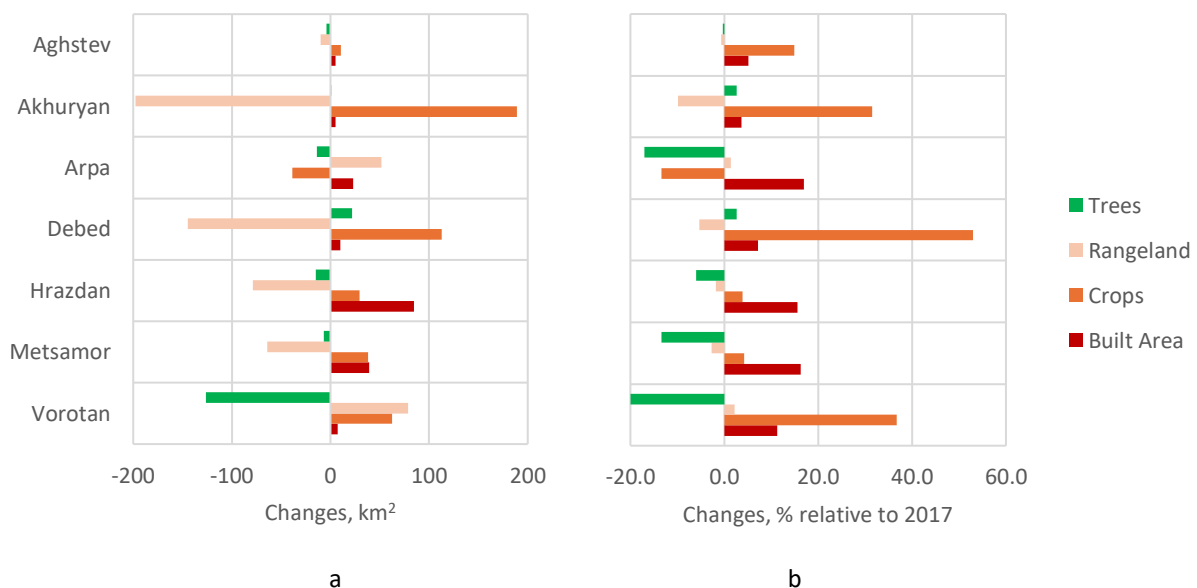 Aghstev
Akhuryan
Arpa
Debed
Hrazdan
Metsamor
Vorotan
-200 -100 0 100 200
Changes, km²
a
-20.0 0.0 20.0 40.0 60.0
Changes, % relative to 2017
b
Trees
Rangeland
Crops
Built Area